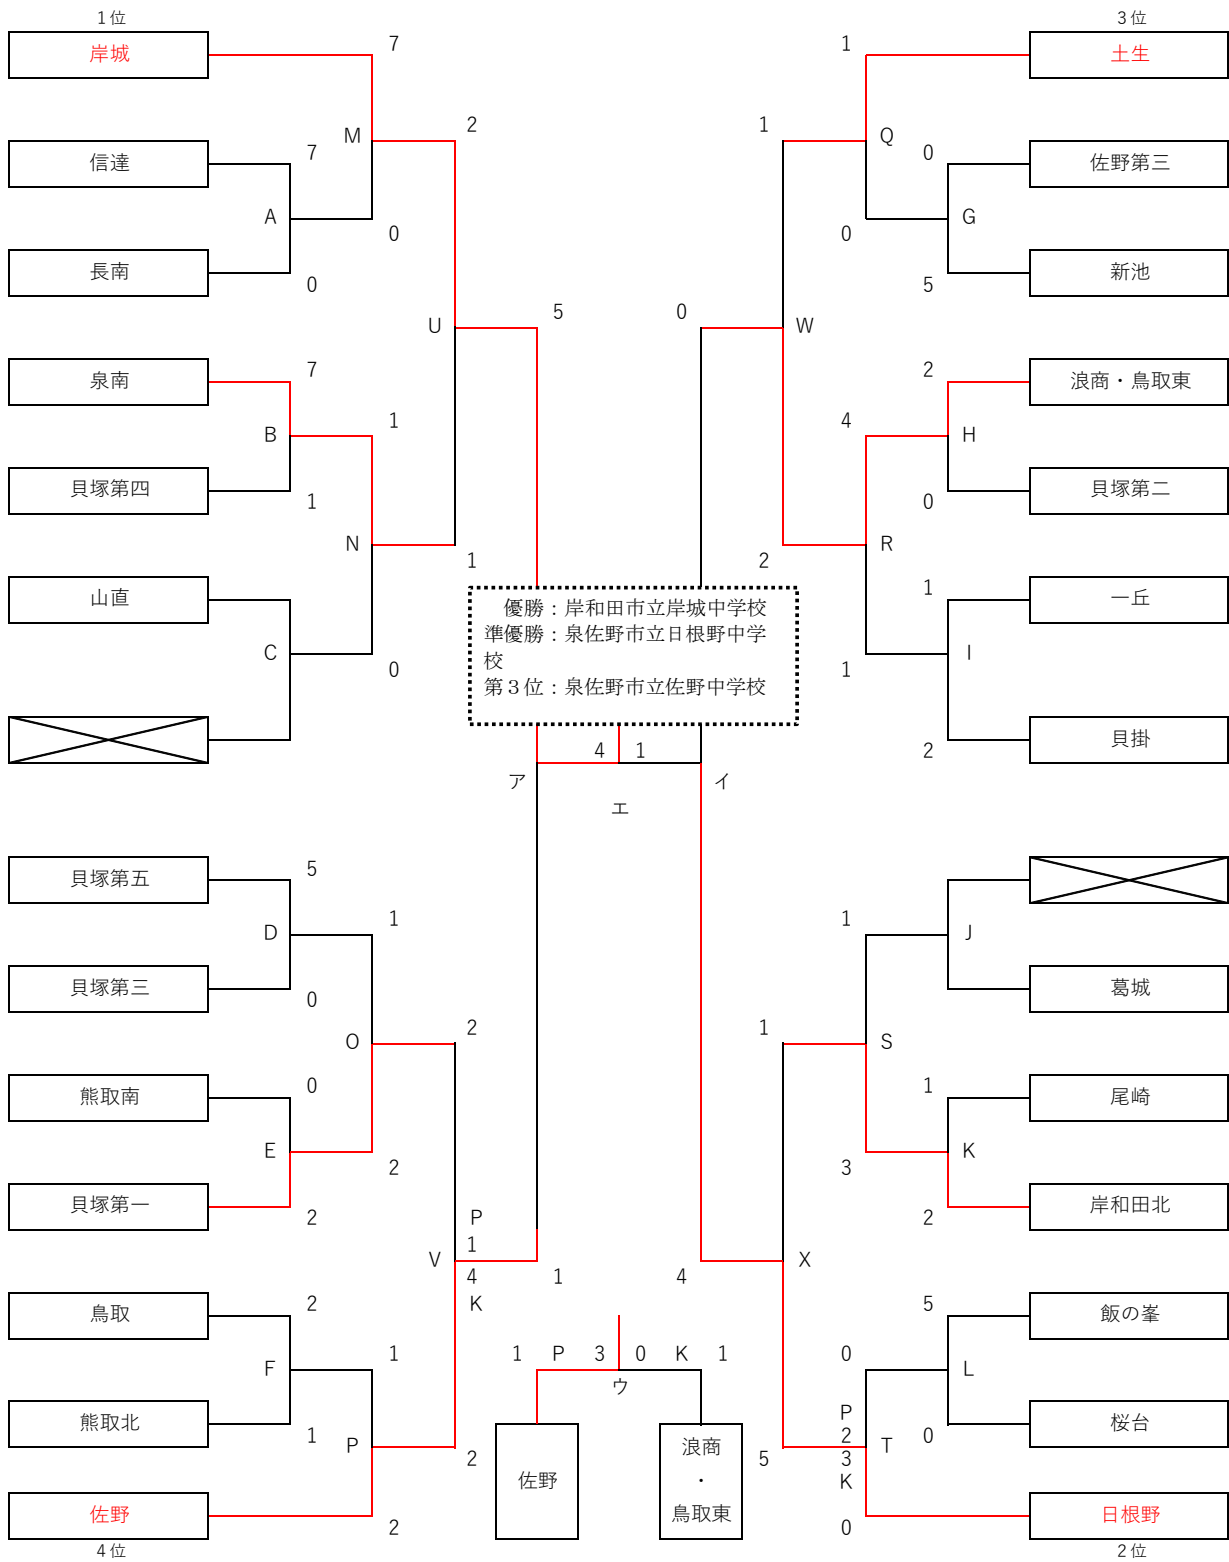 １位
３位
岸城
7
1
土生
M
2
1
Q
信達
7
0
佐野第三
A
G
0
0
長南
0
5
新池
5
0
U
W
泉南
7
2
浪商・鳥取東
1
4
B
H
貝塚第四
1
0
貝塚第二
N
R
1
2
山直
1
一丘
優勝：岸和田市立岸城中学校
準優勝：泉佐野市立日根野中学
校
第３位：泉佐野市立佐野中学校
C
I
0
1
4
1
2
貝掛
ア
イ
エ
貝塚第五
5
1
1
D
J
貝塚第三
0
葛城
2
1
O
S
熊取南
0
1
尾崎
E
K
2
3
貝塚第一
2
2
岸和田北
P
1
V
4
K
X
1
4
鳥取
2
5
飯の峯
1
1
P
3
0
K
1
0
F
L
ウ
熊取北
1
P
2
3
K
T
0
桜台
P
2
5
佐野
浪商
・
鳥取東
佐野
2
0
日根野
４位
２位